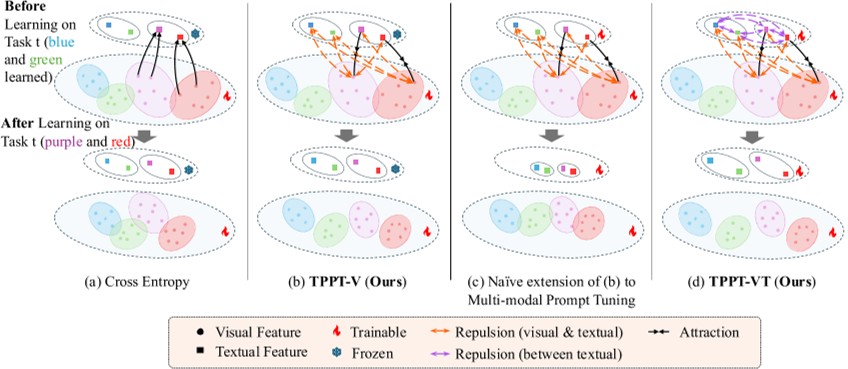 Before
Learning on
Task t (blue
and green
learned)
After Learning on
Task t (purple and red)
(a) Cross Entropy
(b) TPPT-V (Ours)
(c) Naïve extension of (b) to
Multi-modal Prompt Tuning
(d) TPPT-VT (Ours)
Visual Feature
Trainable
Repulsion (visual & textual)
Attraction
Textual Feature
Frozen
Repulsion (between textual)